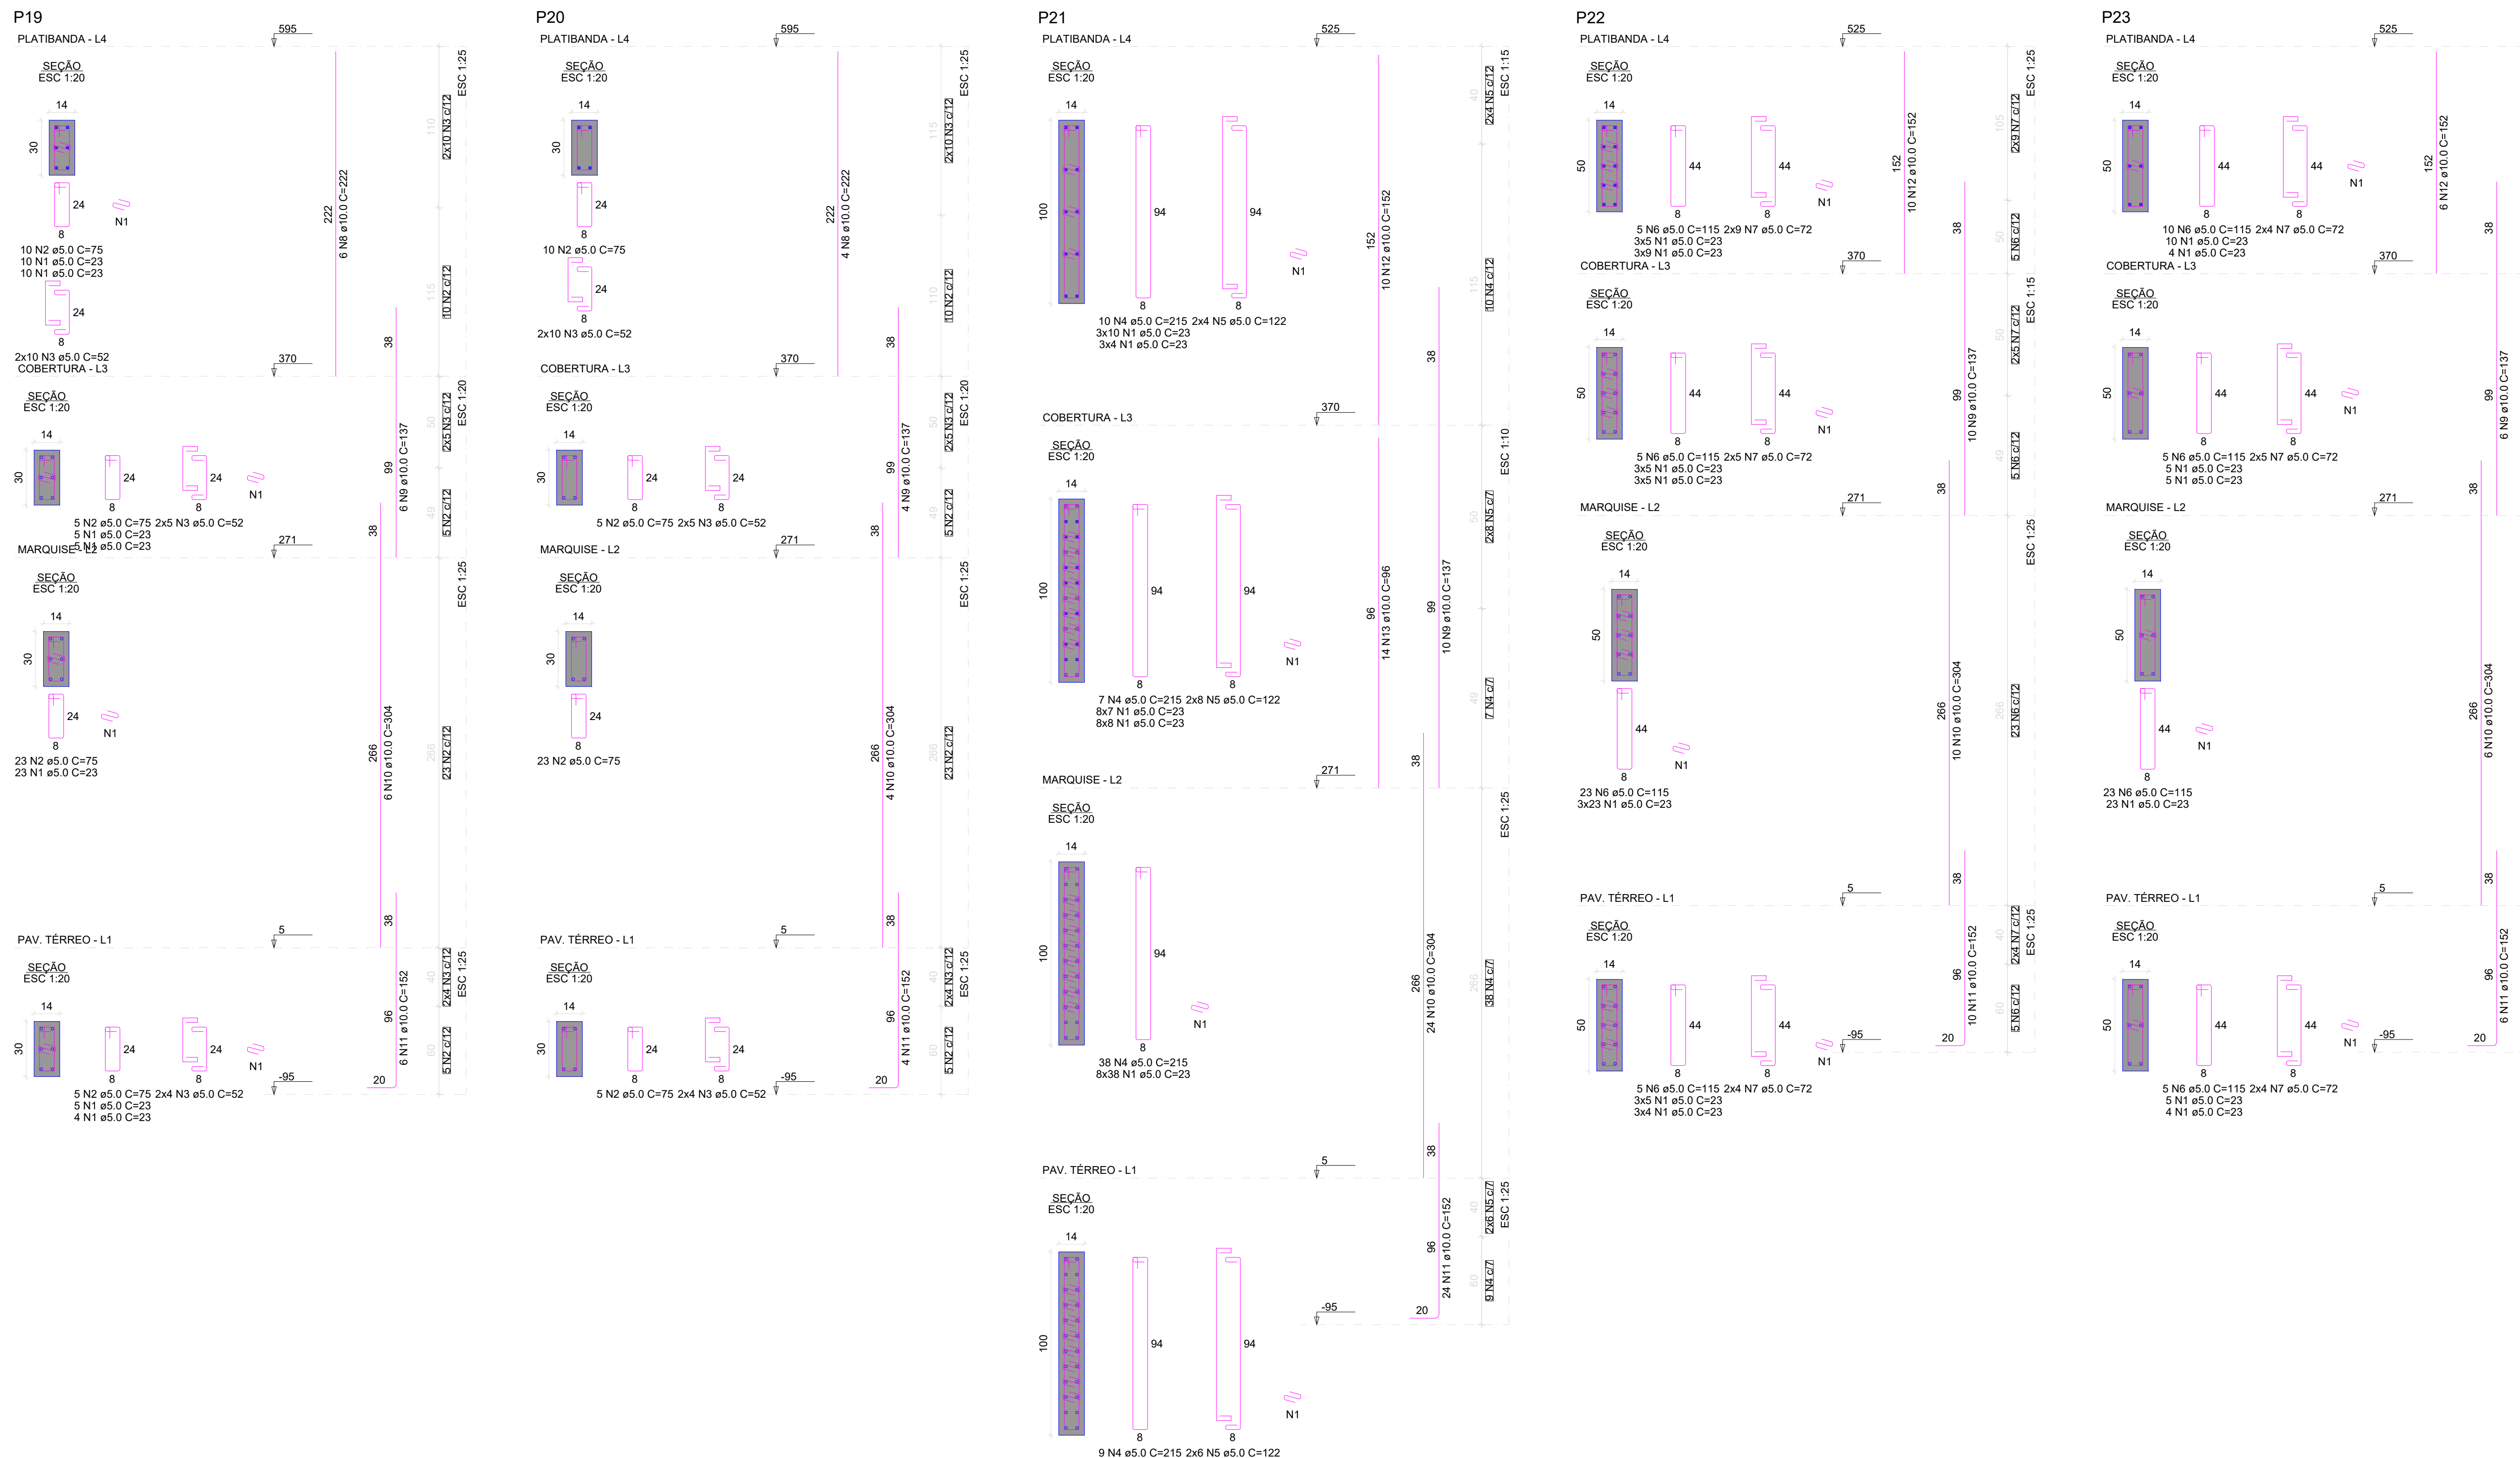 P19
PLATIBANDA - L4
595
SEÇÃO
ESC 1:20
ESC 1:25
14
30
24
8
N1
10 N2 ø5.0 C=75
10 N1 ø5.0 C=23
10 N1 ø5.0 C=23
24
8
2x10 N3 ø5.0 C=52
222
6 N8 ø10.0 C=222
110
2x10 N3 c/12
115
10 N2 c/12
38
COBERTURA - L3
370
SEÇÃO
ESC 1:20
ESC 1:20
14
30
24
8
24
8
N1
5 N2 ø5.0 C=75
2x5 N3 ø5.0 C=52
5 N1 ø5.0 C=23
5 N1 ø5.0 C=23
99
6 N9 ø10.0 C=137
50
2x5 N3 c/12
49
5 N2 c/12
38
MARQUISE - L2
271
SEÇÃO
ESC 1:20
ESC 1:25
14
30
24
8
N1
23 N2 ø5.0 C=75
23 N1 ø5.0 C=23
266
6 N10 ø10.0 C=304
266
23 N2 c/12
38
PAV. TÉRREO - L1
5
SEÇÃO
ESC 1:20
ESC 1:25
14
30
24
8
24
8
N1
5 N2 ø5.0 C=75
2x4 N3 ø5.0 C=52
5 N1 ø5.0 C=23
4 N1 ø5.0 C=23
96
6 N11 ø10.0 C=152
20
-95
40
2x4 N3 c/12
60
5 N2 c/12
P20
PLATIBANDA - L4
595
SEÇÃO
ESC 1:20
ESC 1:25
14
30
24
8
10 N2 ø5.0 C=75
24
8
2x10 N3 ø5.0 C=52
222
4 N8 ø10.0 C=222
115
2x10 N3 c/12
110
10 N2 c/12
38
COBERTURA - L3
370
SEÇÃO
ESC 1:20
ESC 1:20
14
30
24
8
24
8
5 N2 ø5.0 C=75
2x5 N3 ø5.0 C=52
99
4 N9 ø10.0 C=137
50
2x5 N3 c/12
49
5 N2 c/12
38
MARQUISE - L2
271
SEÇÃO
ESC 1:20
ESC 1:25
14
30
24
8
23 N2 ø5.0 C=75
266
4 N10 ø10.0 C=304
266
23 N2 c/12
38
PAV. TÉRREO - L1
5
SEÇÃO
ESC 1:20
ESC 1:25
14
30
24
8
24
8
5 N2 ø5.0 C=75
2x4 N3 ø5.0 C=52
96
4 N11 ø10.0 C=152
20
-95
40
2x4 N3 c/12
60
5 N2 c/12
P21
PLATIBANDA - L4
525
SEÇÃO
ESC 1:20
ESC 1:15
14
100
94
8
94
8
N1
10 N4 ø5.0 C=215
2x4 N5 ø5.0 C=122
3x10 N1 ø5.0 C=23
3x4 N1 ø5.0 C=23
152
10 N12 ø10.0 C=152
40
2x4 N5 c/12
115
10 N4 c/12
38
COBERTURA - L3
370
SEÇÃO
ESC 1:20
ESC 1:10
14
100
94
8
94
8
N1
7 N4 ø5.0 C=215
2x8 N5 ø5.0 C=122
8x7 N1 ø5.0 C=23
8x8 N1 ø5.0 C=23
96
14 N13 ø10.0 C=96
99
10 N9 ø10.0 C=137
50
2x8 N5 c/7
49
7 N4 c/7
38
MARQUISE - L2
271
SEÇÃO
ESC 1:20
ESC 1:25
14
100
94
8
N1
38 N4 ø5.0 C=215
8x38 N1 ø5.0 C=23
266
24 N10 ø10.0 C=304
266
38 N4 c/7
38
PAV. TÉRREO - L1
5
SEÇÃO
ESC 1:20
ESC 1:25
14
100
94
8
94
8
N1
9 N4 ø5.0 C=215
2x6 N5 ø5.0 C=122
96
24 N11 ø10.0 C=152
20
-95
40
2x6 N5 c/7
60
9 N4 c/7
P22
PLATIBANDA - L4
525
SEÇÃO
ESC 1:20
ESC 1:25
14
50
44
8
44
8
N1
5 N6 ø5.0 C=115
2x9 N7 ø5.0 C=72
3x5 N1 ø5.0 C=23
3x9 N1 ø5.0 C=23
152
10 N12 ø10.0 C=152
105
2x9 N7 c/12
50
5 N6 c/12
38
COBERTURA - L3
370
SEÇÃO
ESC 1:20
ESC 1:15
14
50
44
8
44
8
N1
5 N6 ø5.0 C=115
2x5 N7 ø5.0 C=72
3x5 N1 ø5.0 C=23
3x5 N1 ø5.0 C=23
99
10 N9 ø10.0 C=137
50
2x5 N7 c/12
49
5 N6 c/12
38
MARQUISE - L2
271
SEÇÃO
ESC 1:20
ESC 1:25
14
50
44
8
N1
23 N6 ø5.0 C=115
3x23 N1 ø5.0 C=23
266
10 N10 ø10.0 C=304
266
23 N6 c/12
38
PAV. TÉRREO - L1
5
SEÇÃO
ESC 1:20
ESC 1:25
14
50
44
8
44
8
N1
5 N6 ø5.0 C=115
2x4 N7 ø5.0 C=72
3x5 N1 ø5.0 C=23
3x4 N1 ø5.0 C=23
96
10 N11 ø10.0 C=152
20
-95
40
2x4 N7 c/12
60
5 N6 c/12
P23
PLATIBANDA - L4
525
SEÇÃO
ESC 1:20
14
50
44
8
44
8
N1
10 N6 ø5.0 C=115
2x4 N7 ø5.0 C=72
10 N1 ø5.0 C=23
4 N1 ø5.0 C=23
152
6 N12 ø10.0 C=152
38
COBERTURA - L3
370
SEÇÃO
ESC 1:20
14
50
44
8
44
8
N1
5 N6 ø5.0 C=115
2x5 N7 ø5.0 C=72
5 N1 ø5.0 C=23
5 N1 ø5.0 C=23
99
6 N9 ø10.0 C=137
38
MARQUISE - L2
271
SEÇÃO
ESC 1:20
14
50
44
8
N1
23 N6 ø5.0 C=115
23 N1 ø5.0 C=23
266
6 N10 ø10.0 C=304
38
PAV. TÉRREO - L1
5
SEÇÃO
ESC 1:20
14
50
44
8
44
8
N1
5 N6 ø5.0 C=115
2x4 N7 ø5.0 C=72
5 N1 ø5.0 C=23
4 N1 ø5.0 C=23
96
6 N11 ø10.0 C=152
20
-95